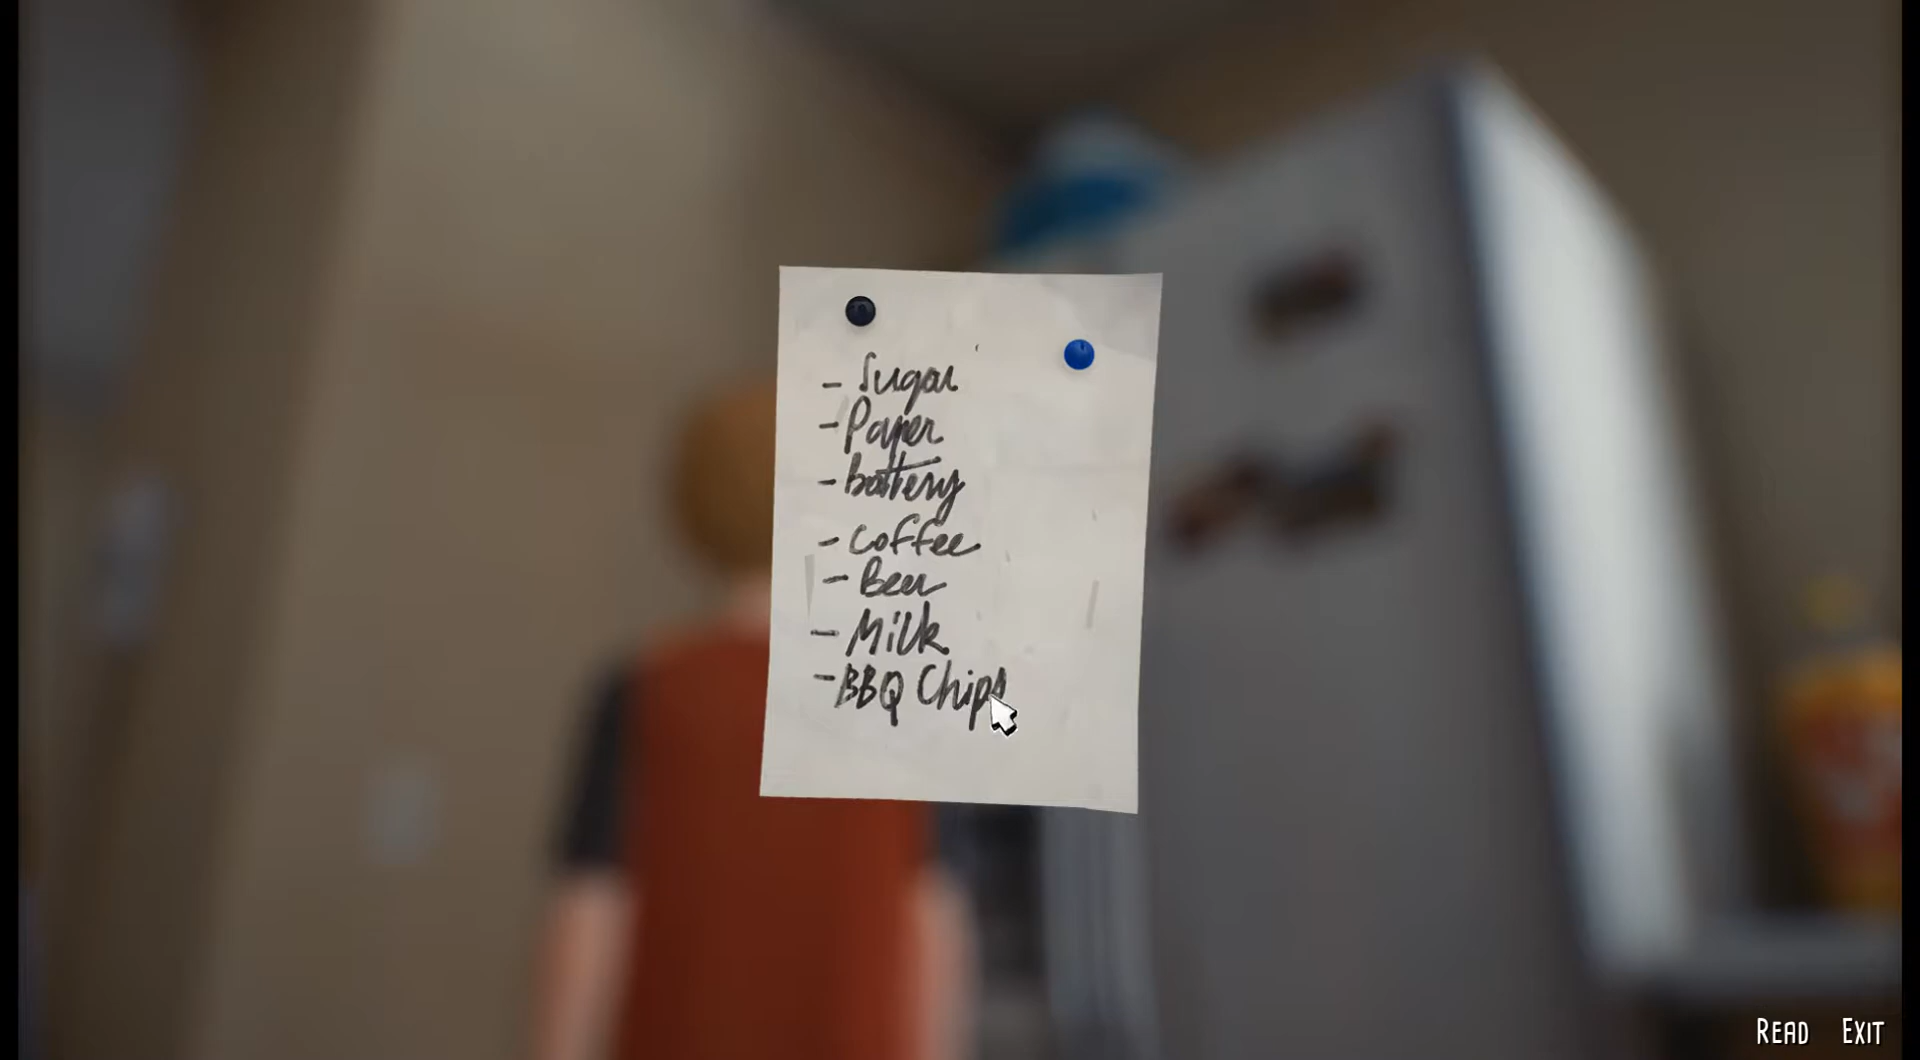 - Sugar
- Paper
- battery
- Coffee
- Beer
- Milk
- BBQ Chips
READ EXIT